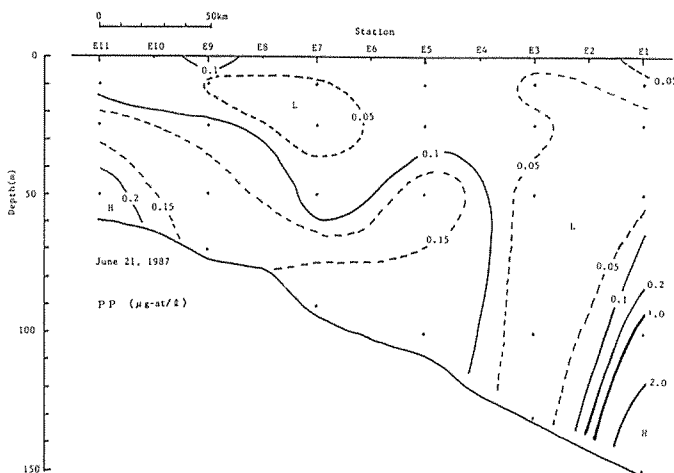 0 50km
Station
E11 E10 E9 E8 E7 E6 E5 E4 E3 E2 E1
0
50
100
150
Depth(m)
0.1
0.05
0.05
L
0.1
0.05
0.2
0.15
H
0.15
L
0.05
0.1
0.2
1.0
2.0
H
June 21, 1987
PP (μg-at/ℓ)